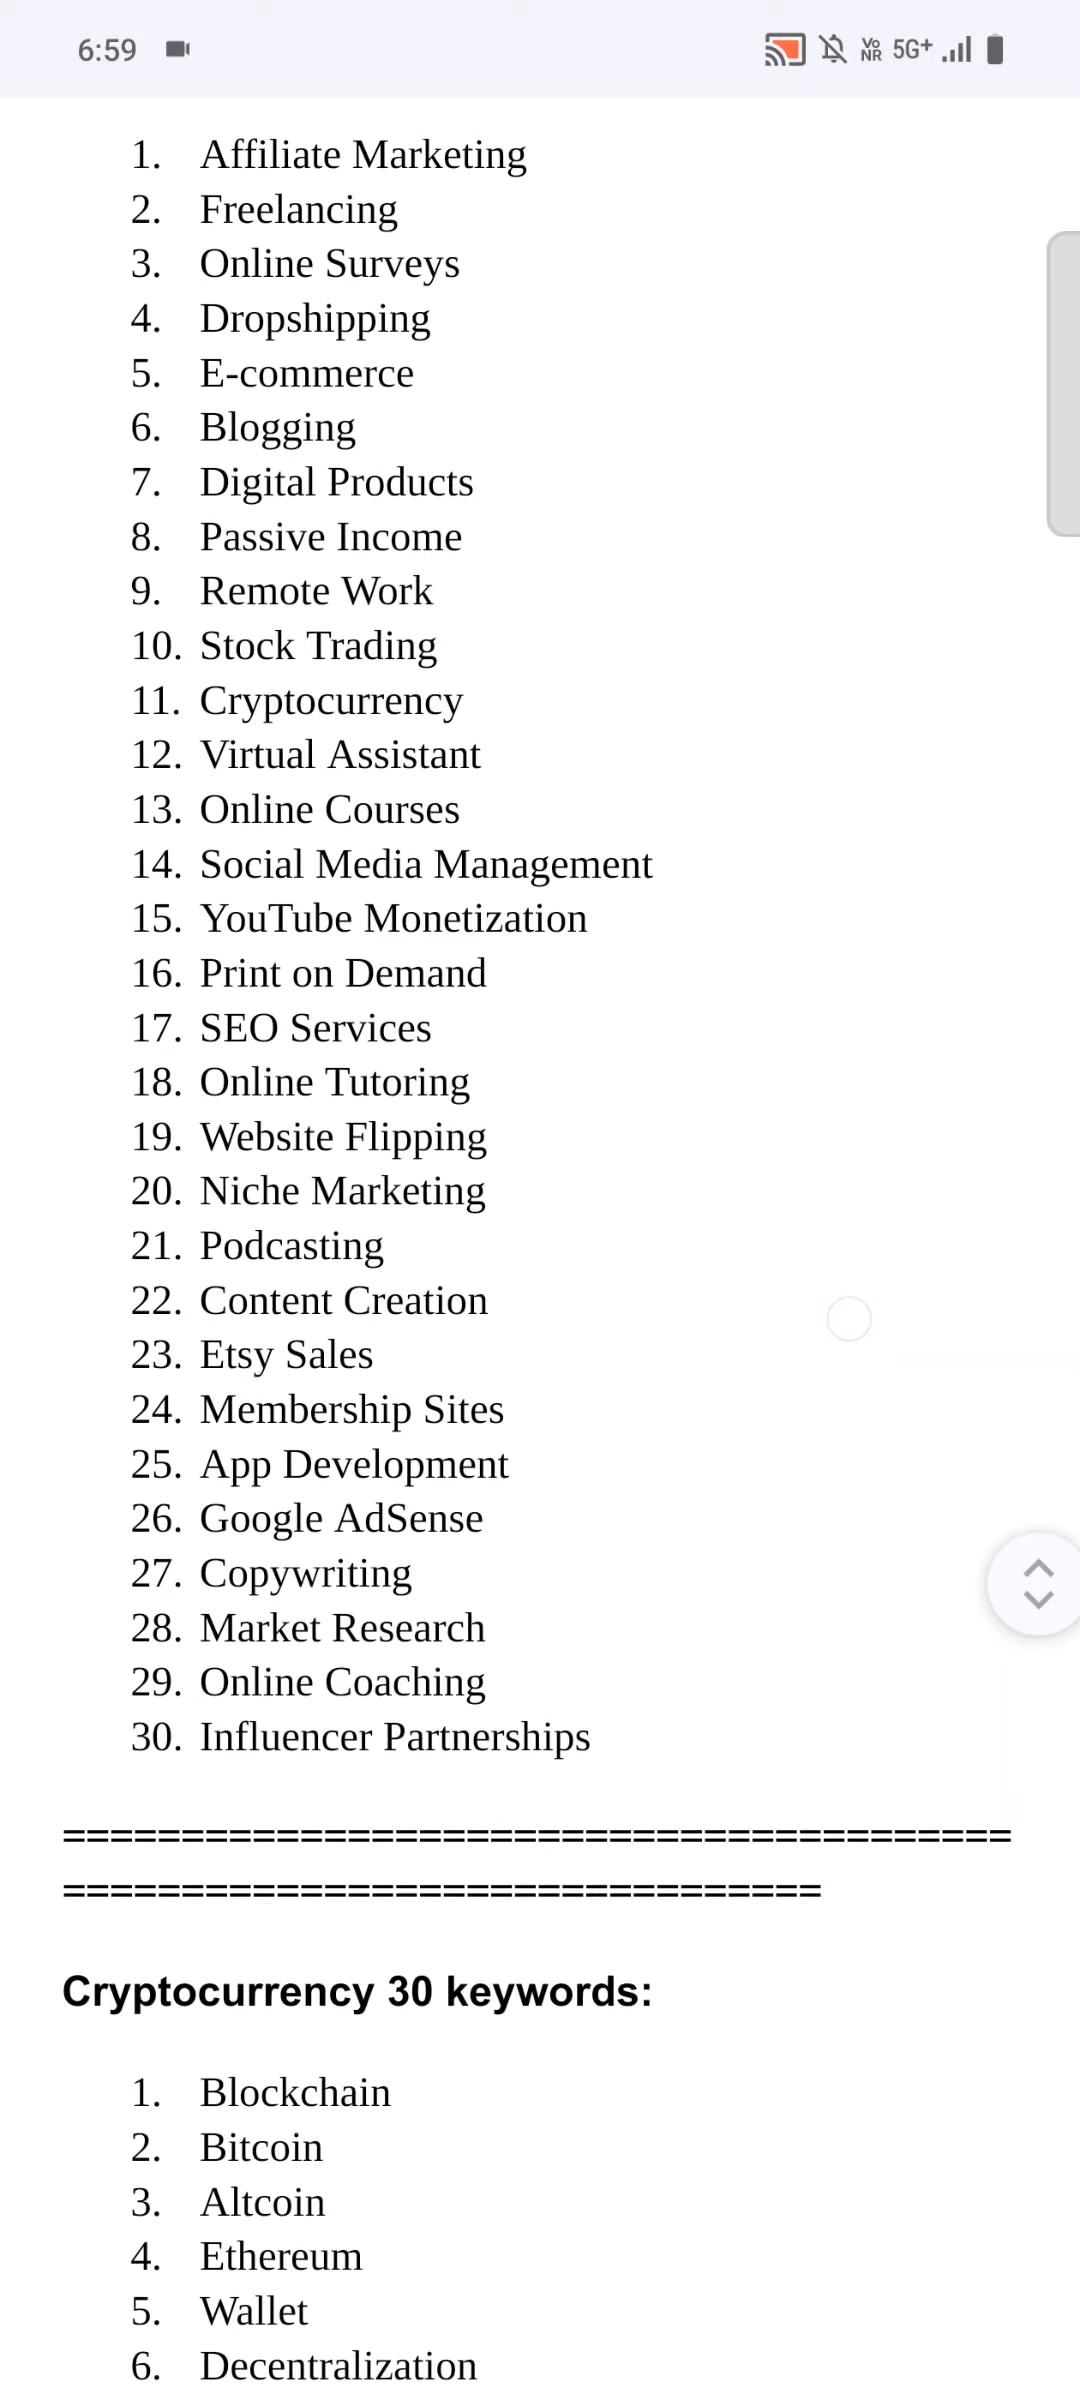 6:59 Vo NR 5G+
1. Affiliate Marketing
2. Freelancing
3. Online Surveys
4. Dropshipping
5. E-commerce
6. Blogging
7. Digital Products
8. Passive Income
9. Remote Work
10. Stock Trading
11. Cryptocurrency
12. Virtual Assistant
13. Online Courses
14. Social Media Management
15. YouTube Monetization
16. Print on Demand
17. SEO Services
18. Online Tutoring
19. Website Flipping
20. Niche Marketing
21. Podcasting
22. Content Creation
23. Etsy Sales
24. Membership Sites
25. App Development
26. Google AdSense
27. Copywriting
28. Market Research
29. Online Coaching
30. Influencer Partnerships
========================================
================================
Cryptocurrency 30 keywords:
1. Blockchain
2. Bitcoin
3. Altcoin
4. Ethereum
5. Wallet
6. Decentralization